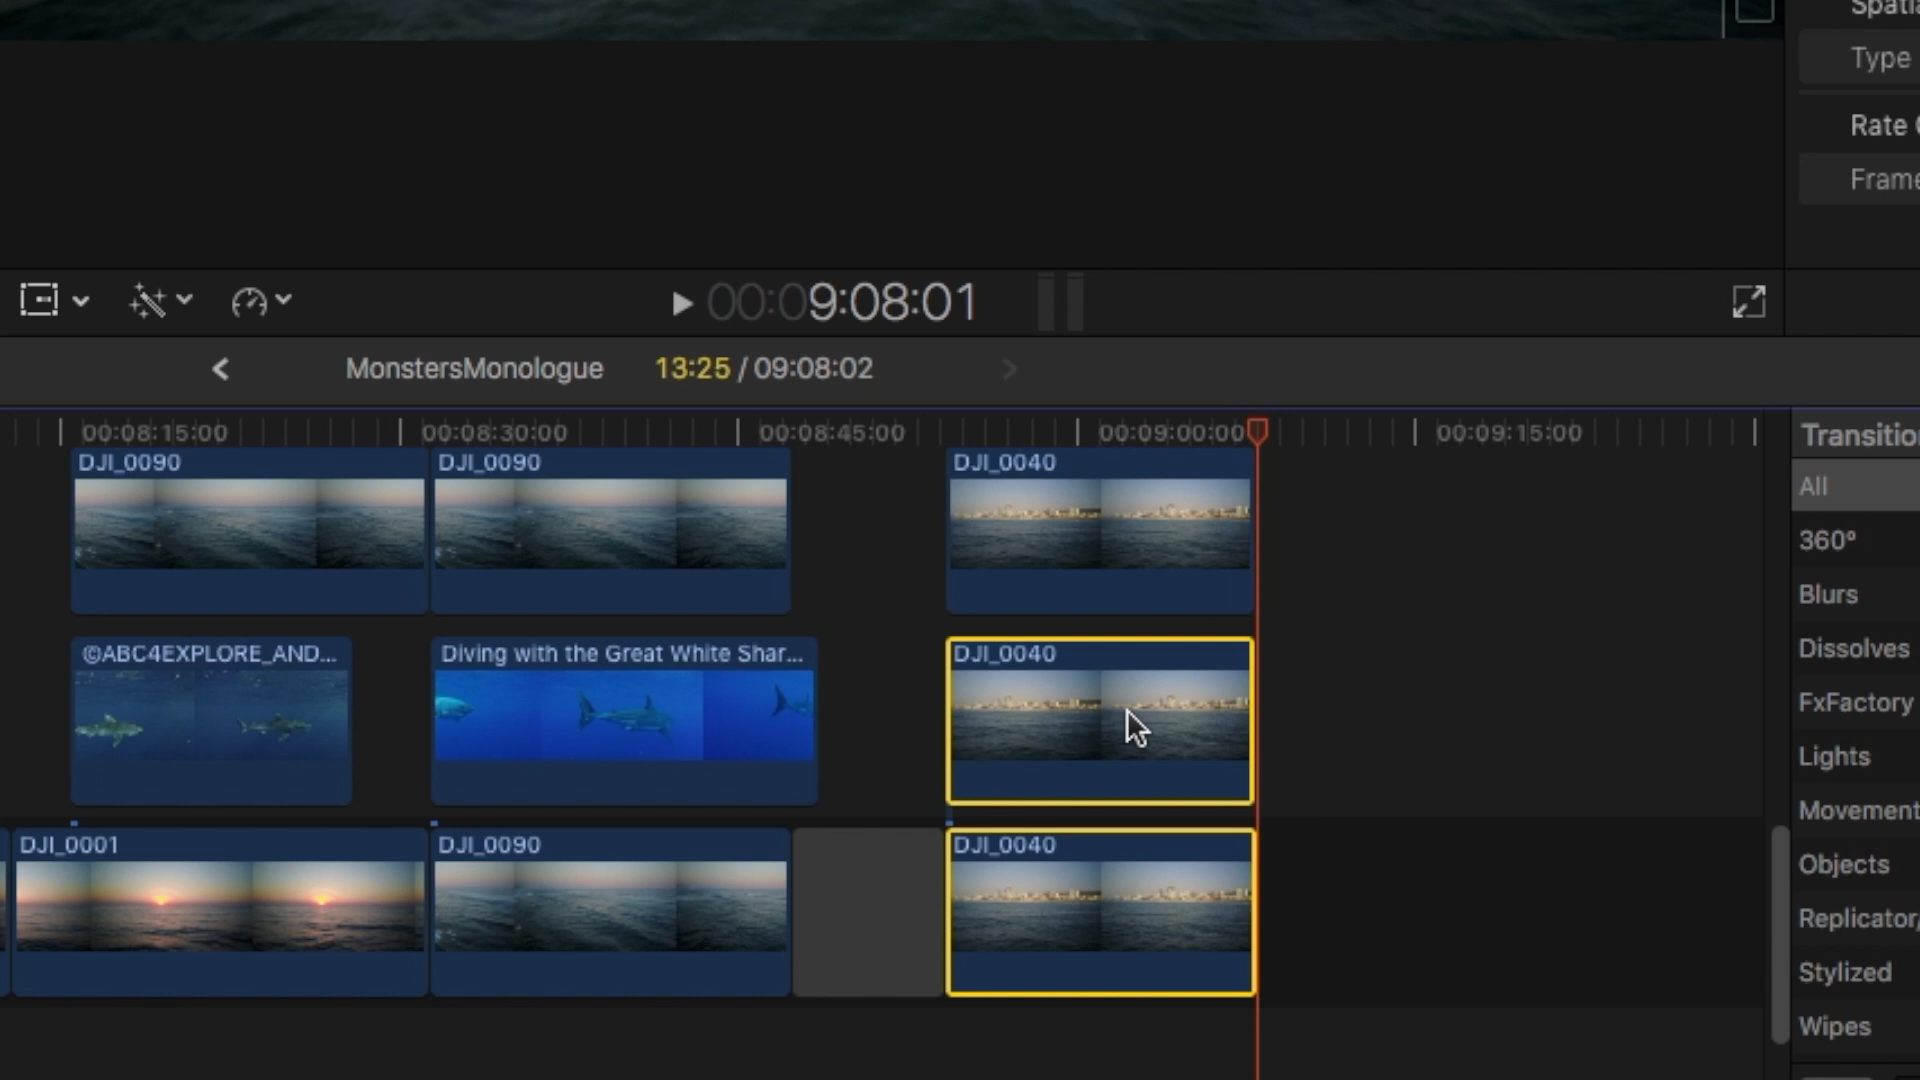 Spatia
Type
Rate
Frame
00:09:08:01
MonstersMonologue 13:25 / 09:08:02
00:08:15:00 00:08:30:00 00:08:45:00 00:09:00:00 00:09:15:00
DJI_0090 DJI_0090 DJI_0040
©ABC4EXPLORE_AND... Diving with the Great White Shar... DJI_0040
DJI_0001 DJI_0090 DJI_0040
Transition
All
360°
Blurs
Dissolves
FxFactory
Lights
Movement
Objects
Replicator/
Stylized
Wipes